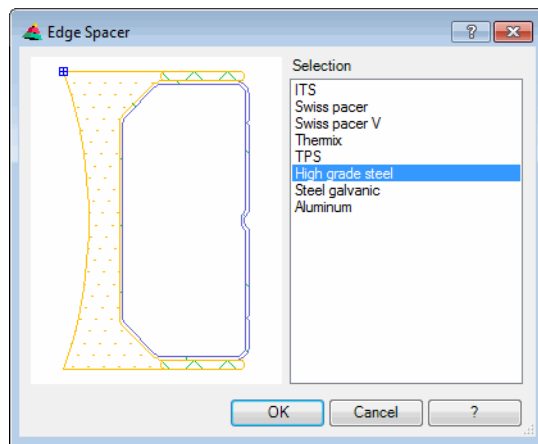 Edge Spacer
?
Selection
ITS
Swiss pacer
Swiss pacer V
Thermix
TPS
High grade steel
Steel galvanic
Aluminum
OK
Cancel
?